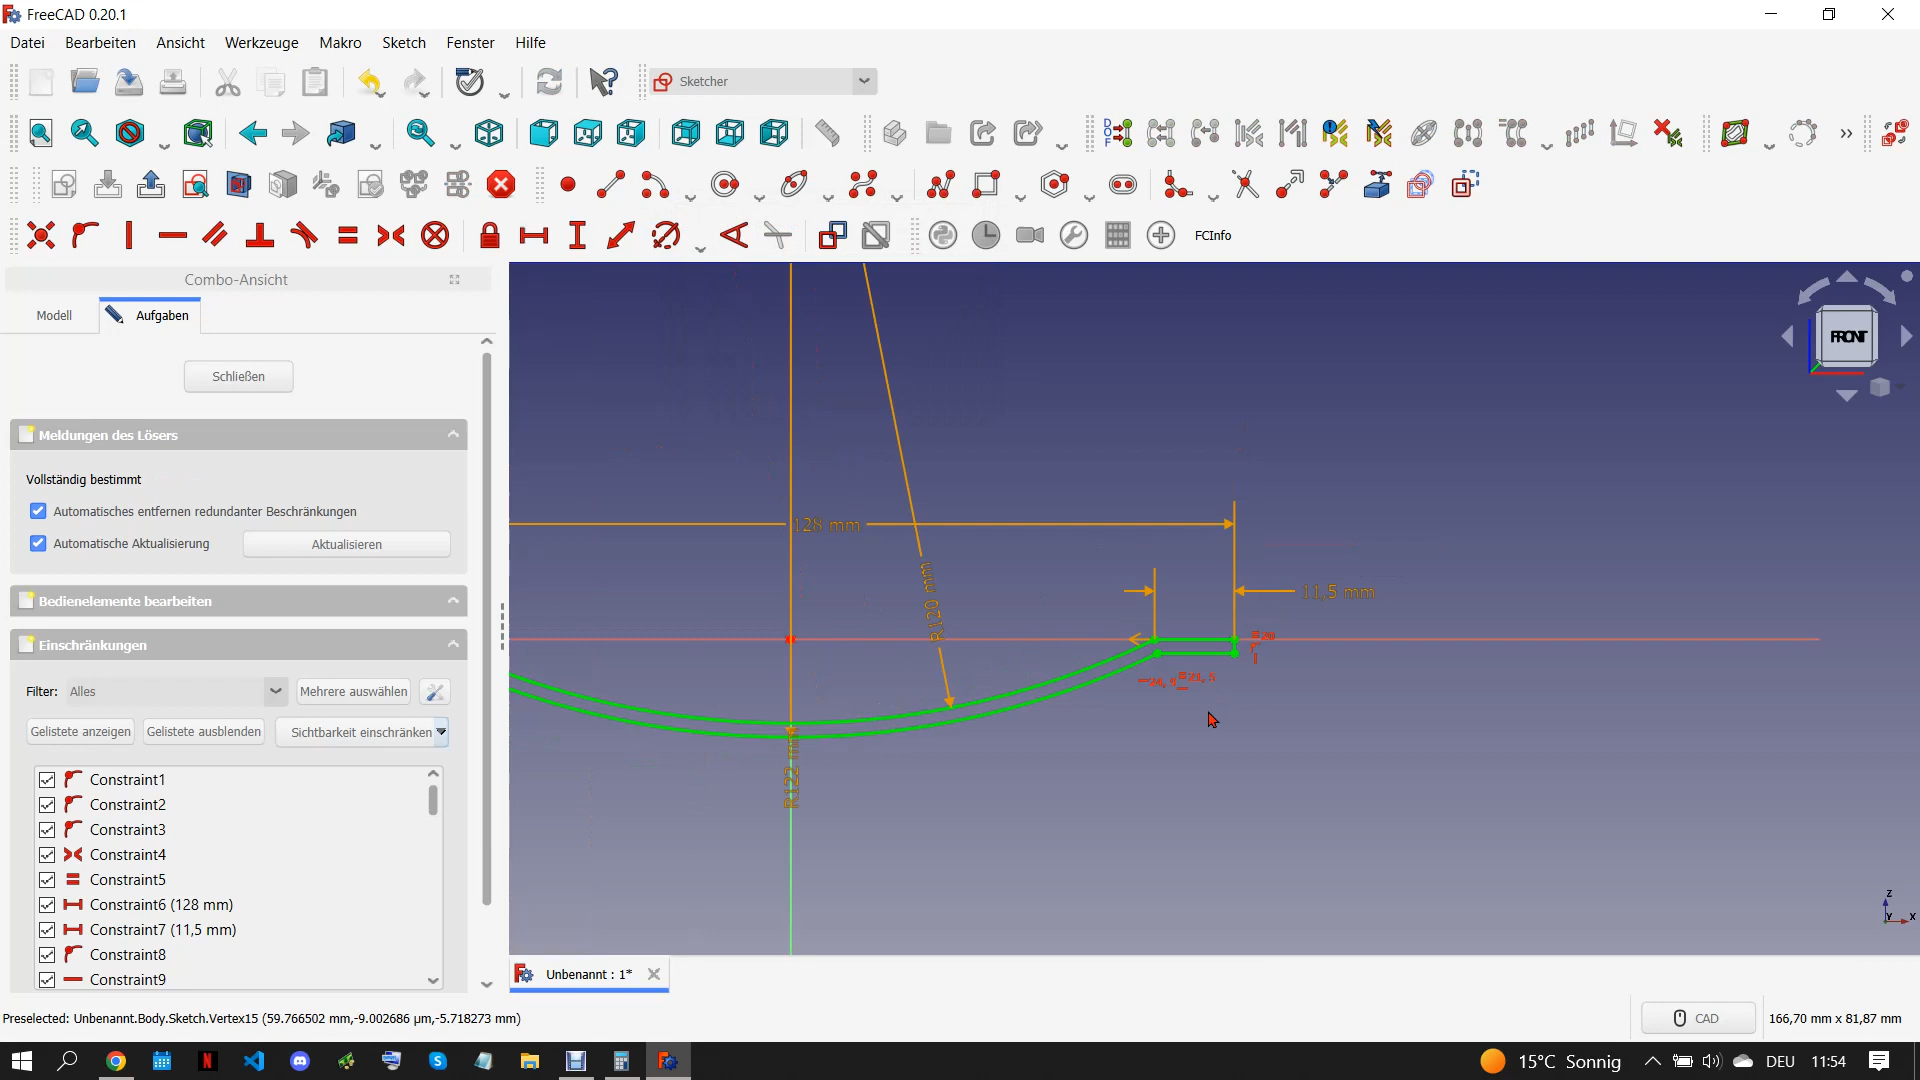 FreeCAD 0.20.1
Datei Bearbeiten Ansicht Werkzeuge Makro Sketch Fenster Hilfe
Sketcher
DOF
FCInfo
Combo-Ansicht
Modell Aufgaben
Schließen
Meldungen des Lösers
Vollständig bestimmt
Automatisches entfernen redundanter Beschränkungen
Automatische Aktualisierung Aktualisieren
Bedienelemente bearbeiten
Einschränkungen
Filter: Alles Mehrere auswählen
Gelistete anzeigen Gelistete ausblenden Sichtbarkeit einschränken
Constraint1
Constraint2
Constraint3
Constraint4
Constraint5
Constraint6 (128 mm)
Constraint7 (11,5 mm)
Constraint8
Constraint9
128 mm
R120 mm
11,5 mm
20
R122 mm
FRONT
Z
Y X
Unbenannt : 1*
Preselected: Unbenannt.Body.Sketch.Vertex15 (59.766502 mm,-9.002686 µm,-5.718273 mm)
CAD 166,70 mm x 81,87 mm
15°C Sonnig DEU 11:54